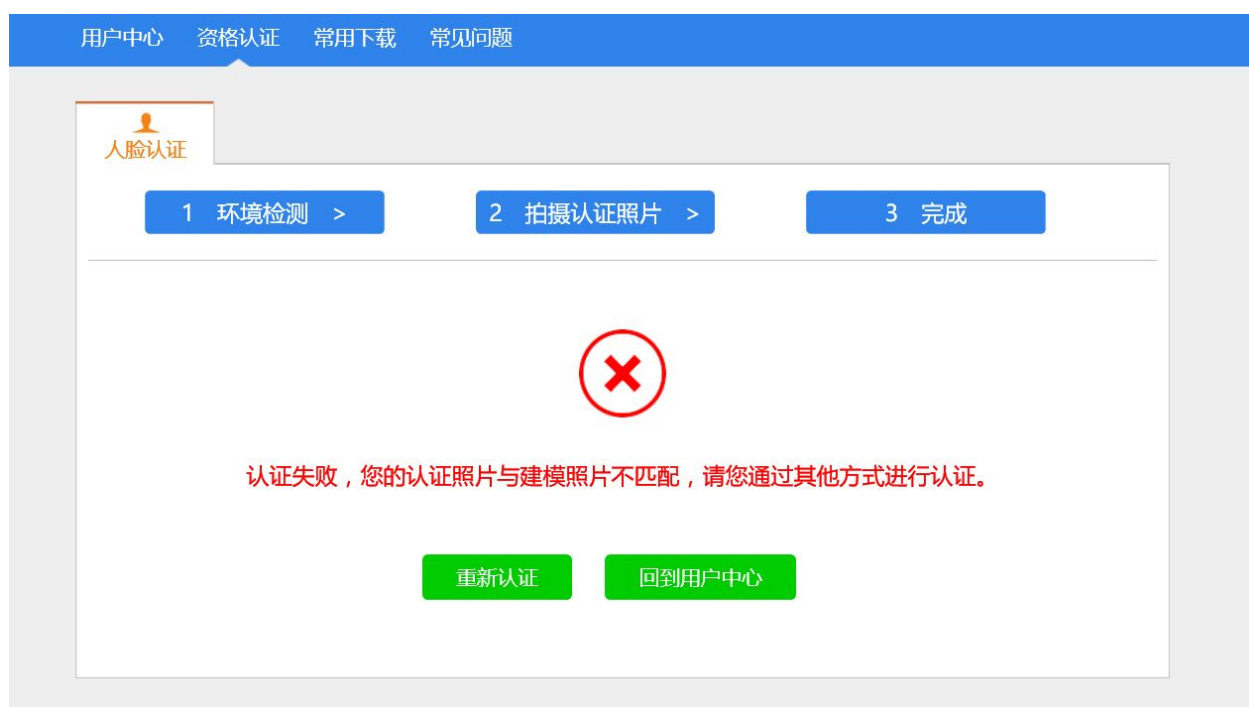 用户中心 资格认证 常用下载 常见问题
人脸认证
1 环境检测 > 2 拍摄认证照片 > 3 完成
认证失败，您的认证照片与建模照片不匹配，请您通过其他方式进行认证。
重新认证 回到用户中心